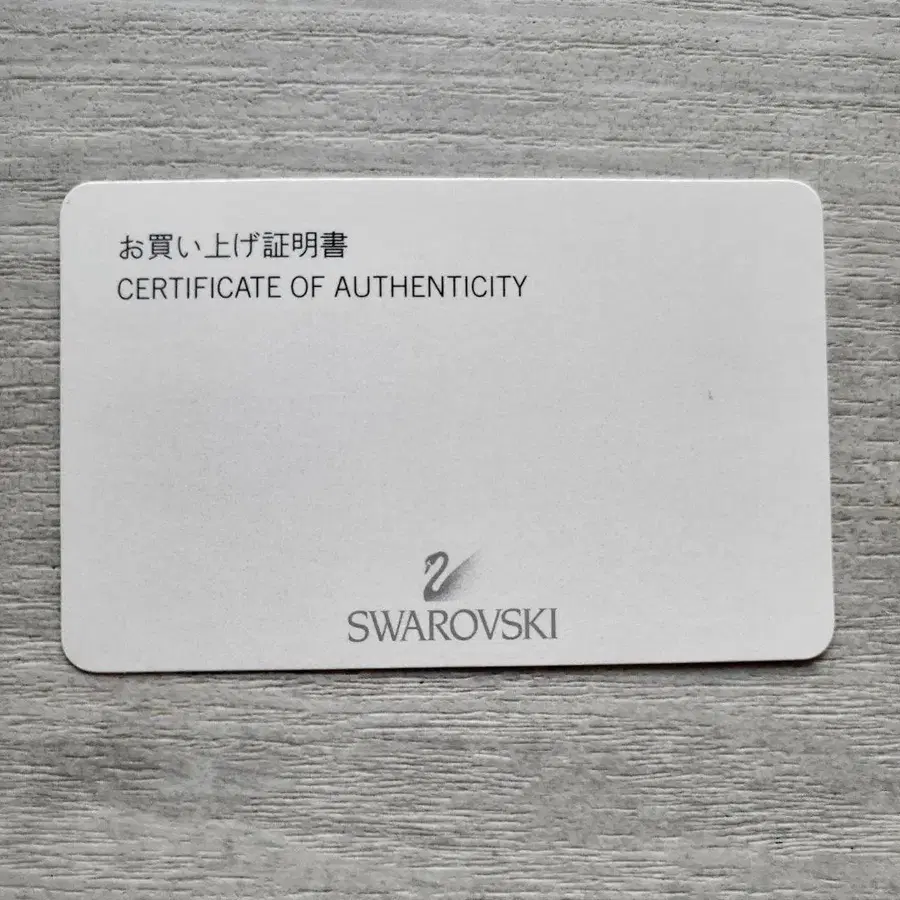 お買い上げ証明書
CERTIFICATE OF AUTHENTICITY
SWAROVSKI